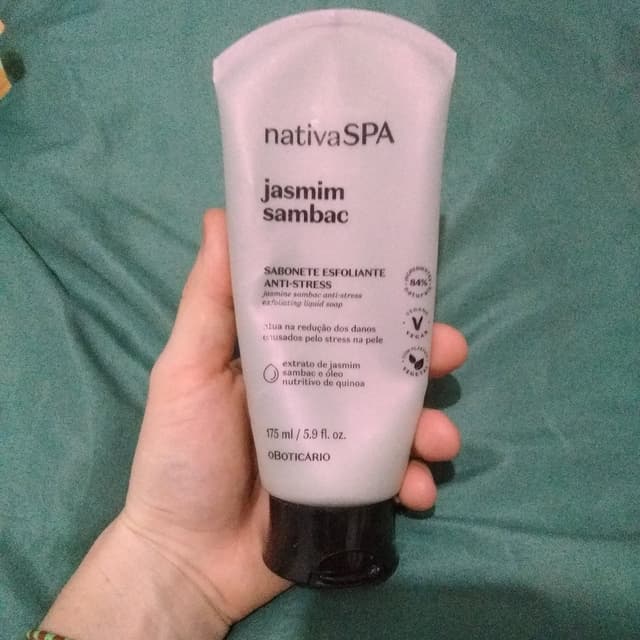 nativaSPA
jasmim
sambac
SABONETE ESFOLIANTE
ANTI-STRESS
jasmine sambac anti-stress
exfoliating liquid soap
atua na redução dos danos
causados pelo stress na pele
extrato de jasmim
sambac e óleo
nutritivo de quinoa
84%
V
175 ml / 5.9 fl. oz.
oBOTICÁRIO